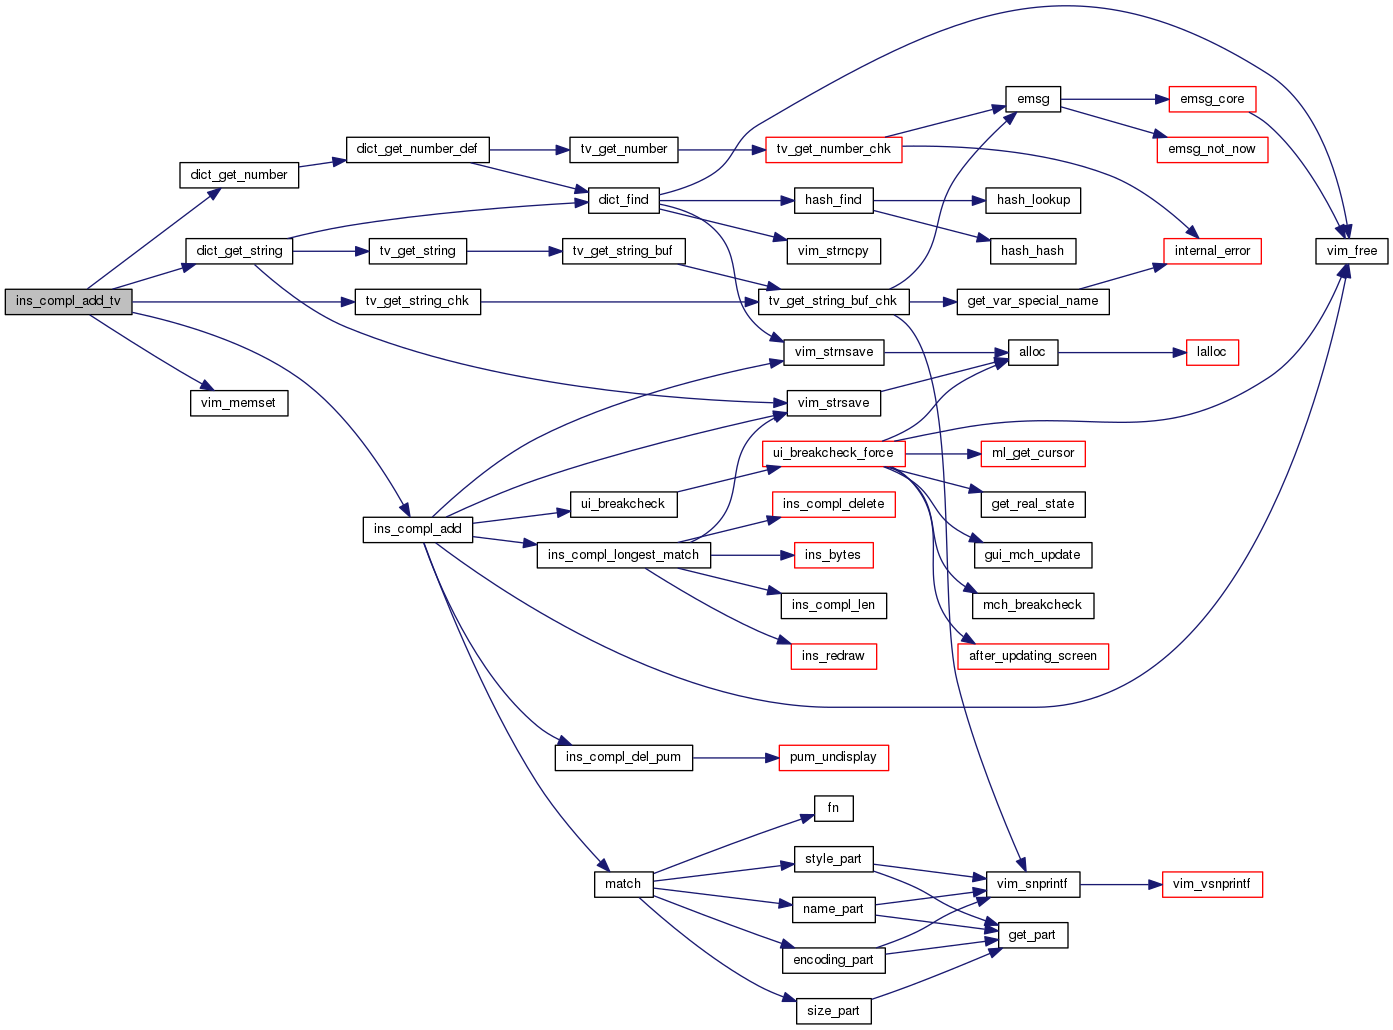 ins_compl_add_tv
dict_get_number
dict_get_string
vim_memset
dict_get_number_def
tv_get_string
tv_get_string_chk
ins_compl_add
tv_get_number
dict_find
tv_get_string_buf
ui_breakcheck
ins_compl_longest_match
ins_compl_del_pum
match
tv_get_number_chk
hash_find
vim_strncpy
tv_get_string_buf_chk
vim_strnsave
vim_strsave
ui_breakcheck_force
ins_compl_delete
ins_bytes
ins_compl_len
ins_redraw
pum_undisplay
fn
style_part
name_part
encoding_part
size_part
emsg
hash_lookup
hash_hash
get_var_special_name
alloc
ml_get_cursor
get_real_state
gui_mch_update
mch_breakcheck
after_updating_screen
vim_snprintf
get_part
emsg_core
emsg_not_now
internal_error
lalloc
vim_vsnprintf
vim_free